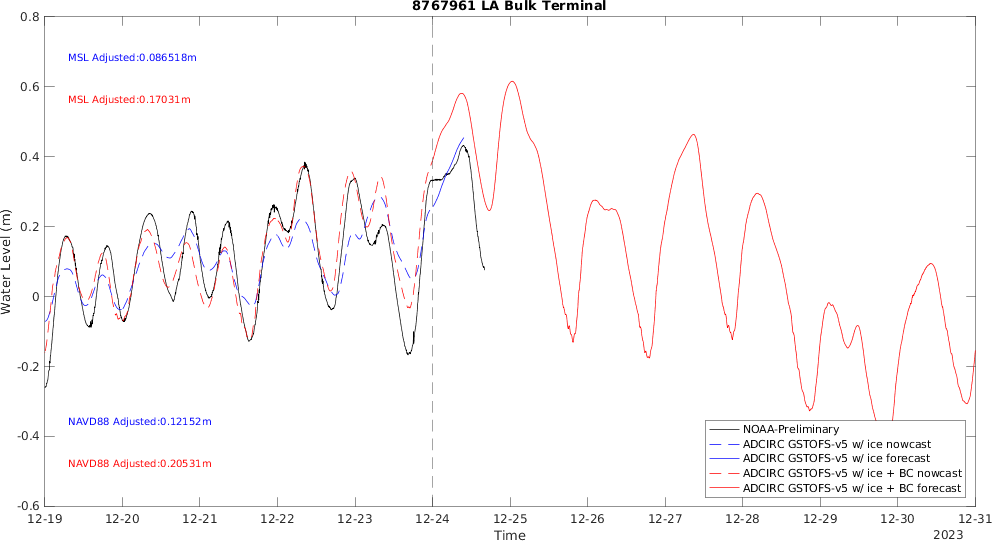 8767961 LA Bulk Terminal
0.8
MSL Adjusted:0.086518m
0.6
MSL Adjusted:0.17031m
0.4
0.2
Water Level (m)
0
-0.2
NAVD88 Adjusted:0.12152m
-0.4
NAVD88 Adjusted:0.20531m
-0.6
NOAA-Preliminary
ADCIRC GSTOFS-v5 w/ ice nowcast
ADCIRC GSTOFS-v5 w/ ice forecast
ADCIRC GSTOFS-v5 w/ ice + BC nowcast
ADCIRC GSTOFS-v5 w/ ice + BC forecast
12-19 12-20 12-21 12-22 12-23 12-24 12-25 12-26 12-27 12-28 12-29 12-30 12-31
Time
2023